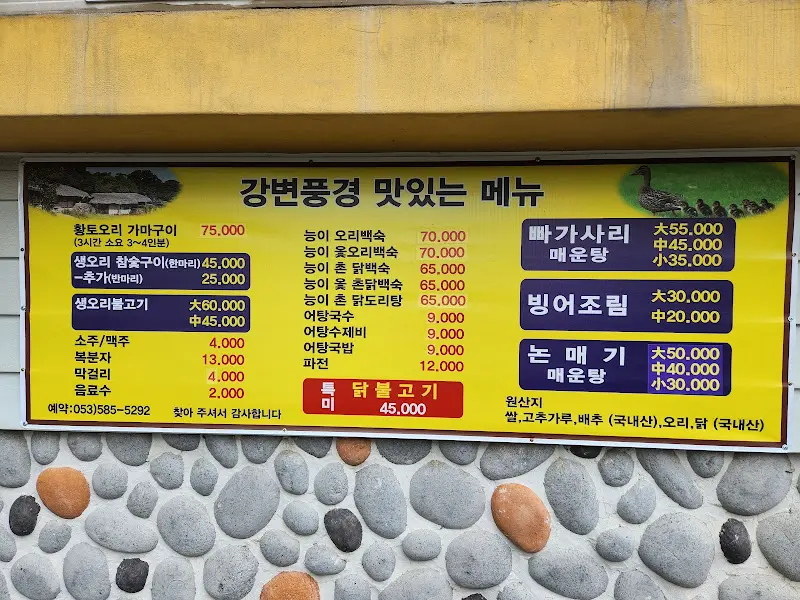 강변풍경 맛있는 메뉴
황토오리 가마구이 75.000
(3시간 소요 3~4인분)
생오리 참숯구이(한마리) 45.000
-추가(반마리) 25.000
생오리불고기 大60.000
中45.000
소주/맥주 4.000
복분자 13.000
막걸리 4.000
음료수 2.000
예약:053)585-5292 찾아 주셔서 감사합니다
능이 오리백숙 70.000
능이 옻오리백숙 70.000
능이 촌 닭백숙 65.000
능이 옻 촌닭백숙 65.000
능이 촌 닭도리탕 65.000
어탕국수 9.000
어탕수제비 9.000
어탕국밥 9.000
파전 12.000
특미 닭불고기
45.000
빠가사리 매운탕 大55.000
中45.000
小35.000
빙어조림 大30.000
中20.000
논매기 매운탕 大50.000
中40.000
小30.000
원산지
쌀,고추가루,배추 (국내산),오리,닭 (국내산)